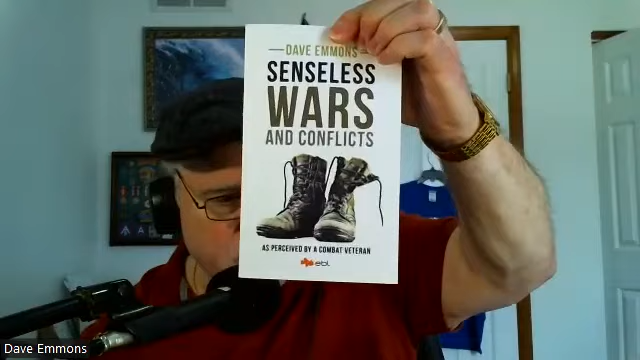 DAVE EMMONS
SENSELESS
WARS
AND CONFLICTS
AS PERCEIVED BY A COMBAT VETERAN
ebl
Dave Emmons